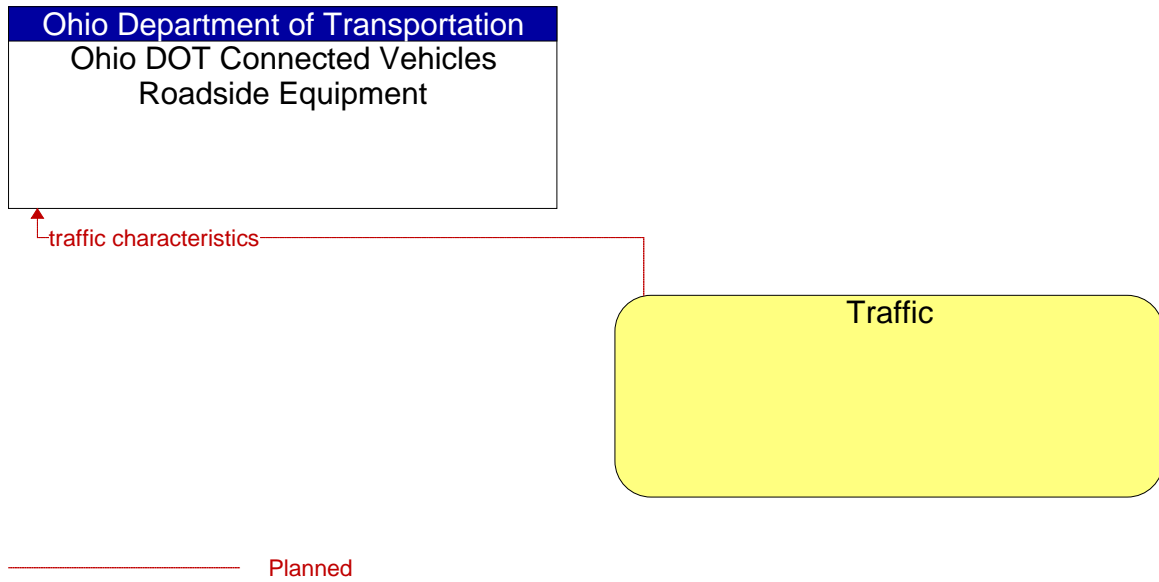 Ohio Department of Transportation
Ohio DOT Connected Vehicles
Roadside Equipment
traffic characteristics
Traffic
Planned